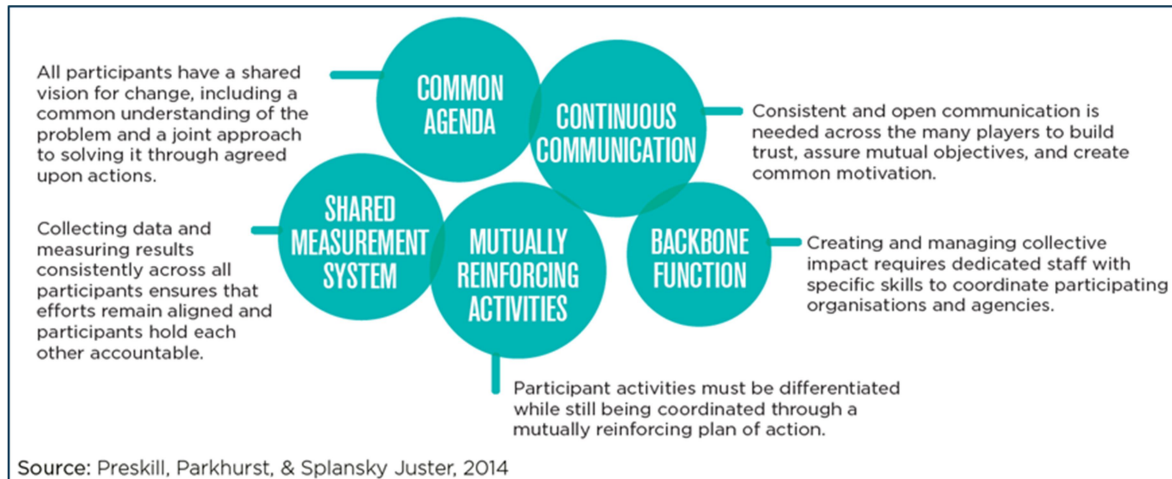 COMMON
AGENDA
All participants have a shared
vision for change, including a
common understanding of the
problem and a joint approach
to solving it through agreed
upon actions.
CONTINUOUS
COMMUNICATION
Consistent and open communication is
needed across the many players to build
trust, assure mutual objectives, and create
common motivation.
SHARED
MEASUREMENT
SYSTEM
Collecting data and
measuring results
consistently across all
participants ensures that
efforts remain aligned and
participants hold each
other accountable.
MUTUALLY
REINFORCING
ACTIVITIES
Participant activities must be differentiated
while still being coordinated through a
mutually reinforcing plan of action.
BACKBONE
FUNCTION
Creating and managing collective
impact requires dedicated staff with
specific skills to coordinate participating
organisations and agencies.
Source: Preskill, Parkhurst, & Splansky Juster, 2014